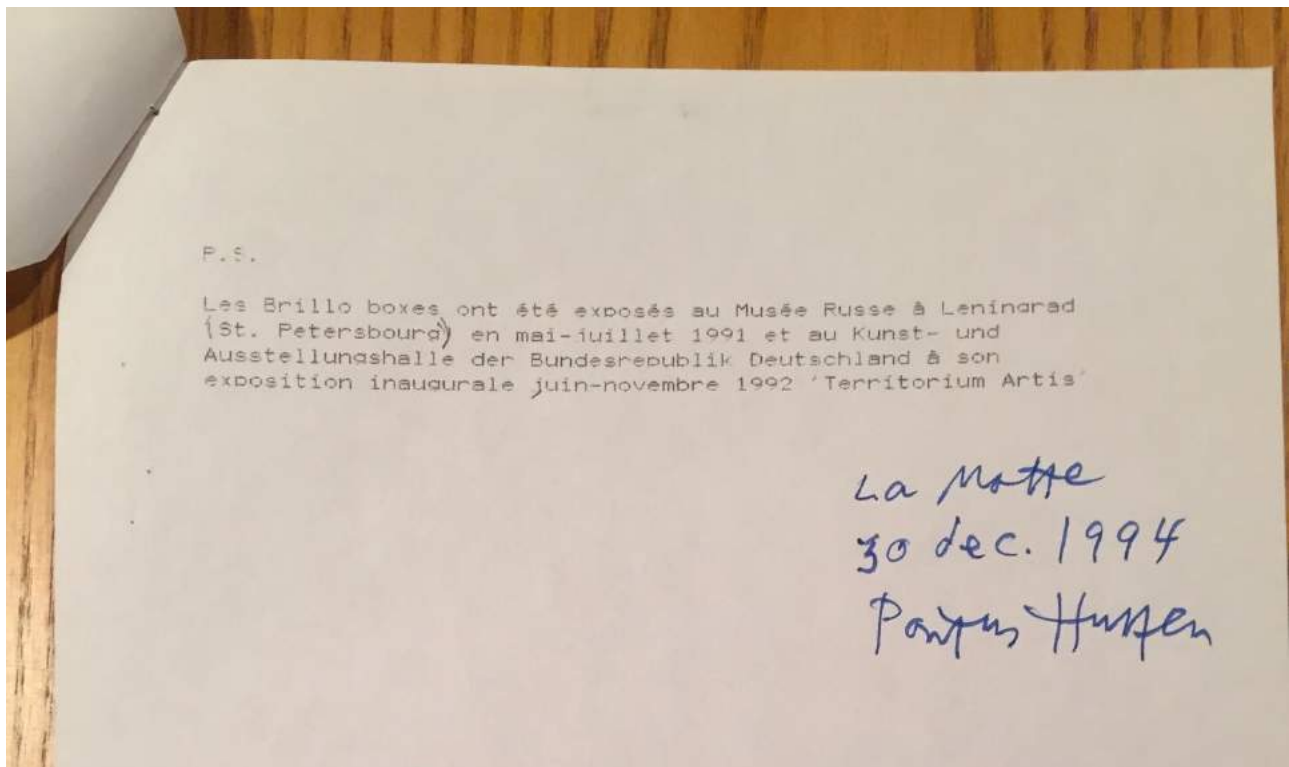 P.S.
Les Brillo boxes ont été exposés au Musée Russe à Leningrad
(St. Petersbourg) en mai-juillet 1991 et au Kunst- und
Ausstellungshalle der Bundesrepublik Deutschland à son
exposition inaugurale juin-novembre 1992 'Territorium Artis'
La Motte
30 dec. 1994
Pontus Hulten